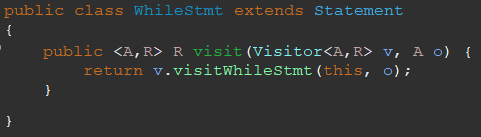 public class WhileStmt extends Statement
{
    public <A,R> R visit(Visitor<A,R> v, A o) {
        return v.visitWhileStmt(this, o);
    }
}